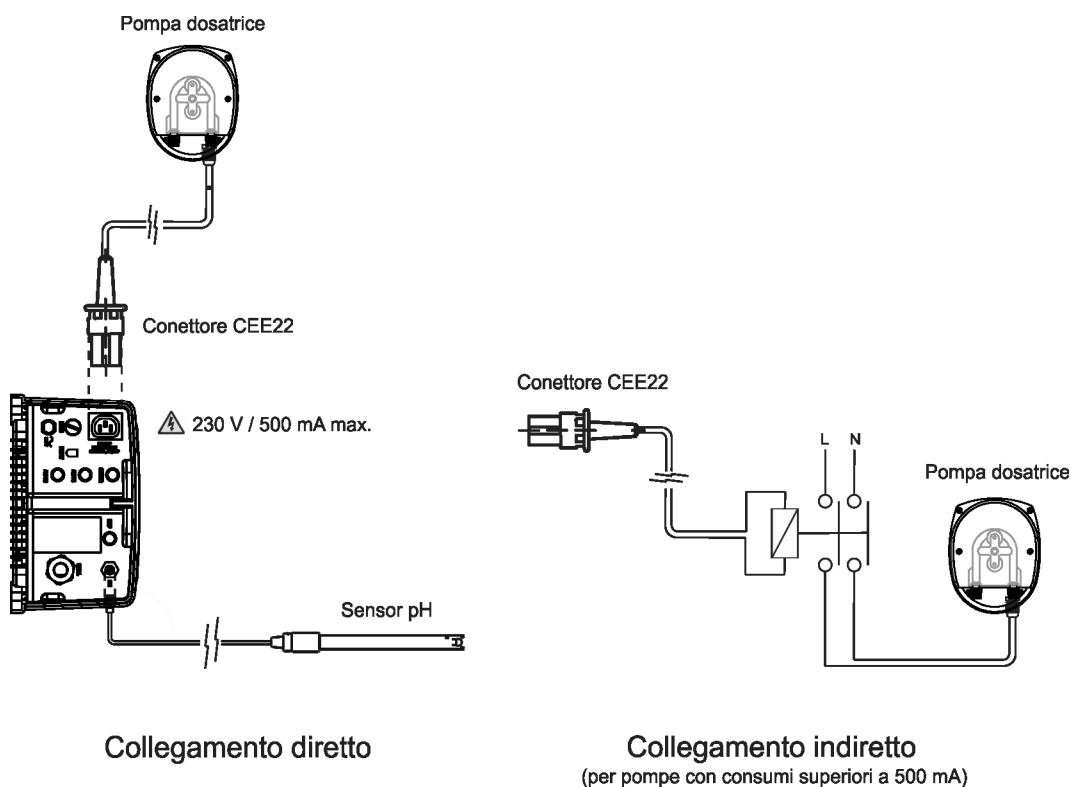 Pompa dosatrice
Conettore CEE22
230 V / 500 mA max.
Sensor pH
Collegamento diretto
Conettore CEE22
L N
Pompa dosatrice
Collegamento indiretto
(per pompe con consumi superiori a 500 mA)